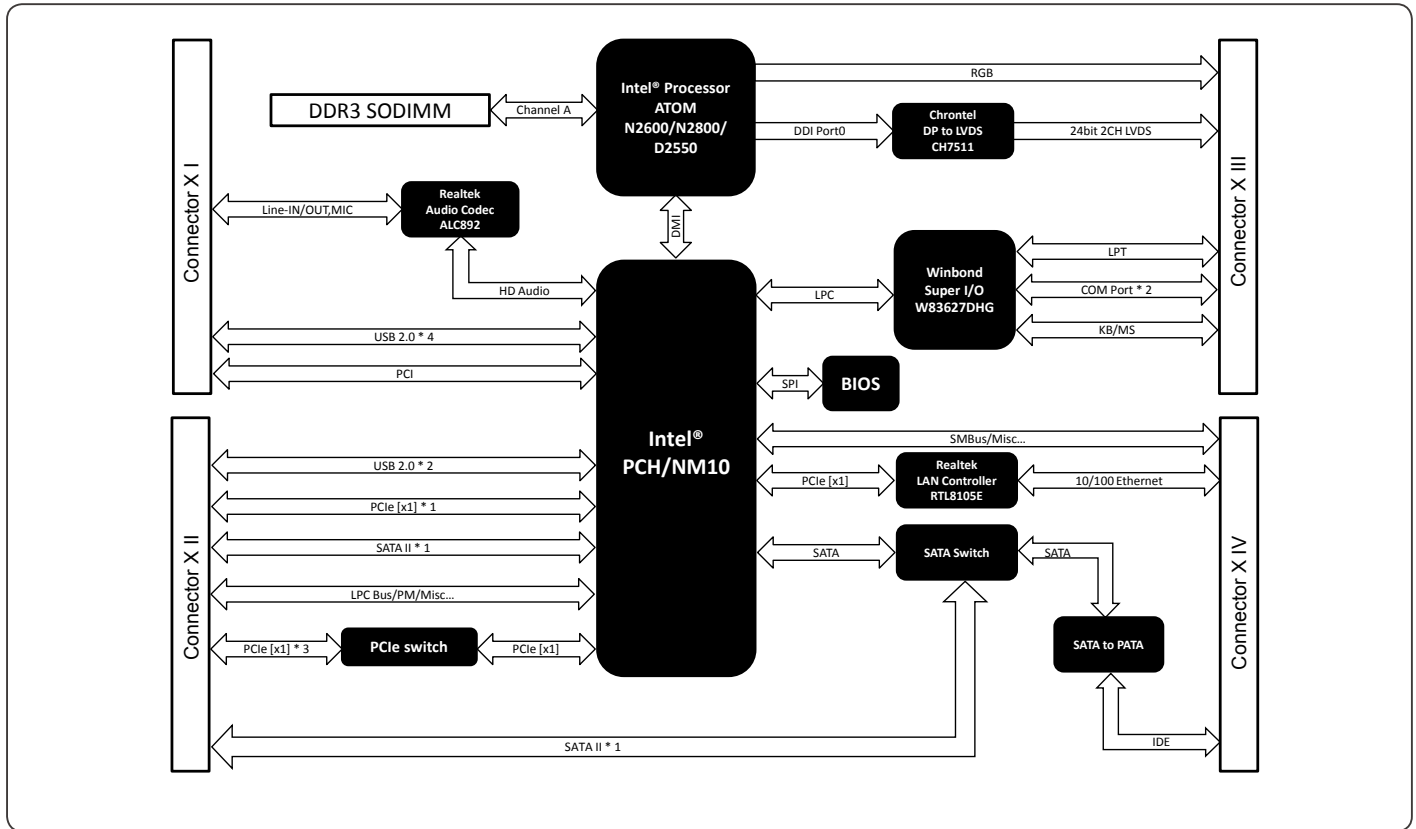 RGB
Intel® Processor
ATOM
N2600/N2800/
D2550
DDR3 SODIMM
Channel A
DDI Port0
Chrontel
DP to LVDS
CH7511
24bit 2CH LVDS
Connector X I
Connector X III
Line-IN/OUT,MIC
Realtek
Audio Codec
ALC892
DMI
HD Audio
LPC
Winbond
Super I/O
W83627DHG
LPT
COM Port * 2
KB/MS
USB 2.0 * 4
PCI
SPI
BIOS
Intel®
PCH/NM10
Connector X II
Connector X IV
SMBus/Misc...
USB 2.0 * 2
PCIe [x1]
Realtek
LAN Controller
RTL8105E
10/100 Ethernet
PCIe [x1] * 1
SATA II * 1
SATA
SATA Switch
SATA
LPC Bus/PM/Misc...
PCIe [x1] * 3
PCIe switch
PCIe [x1]
SATA to PATA
SATA II * 1
IDE